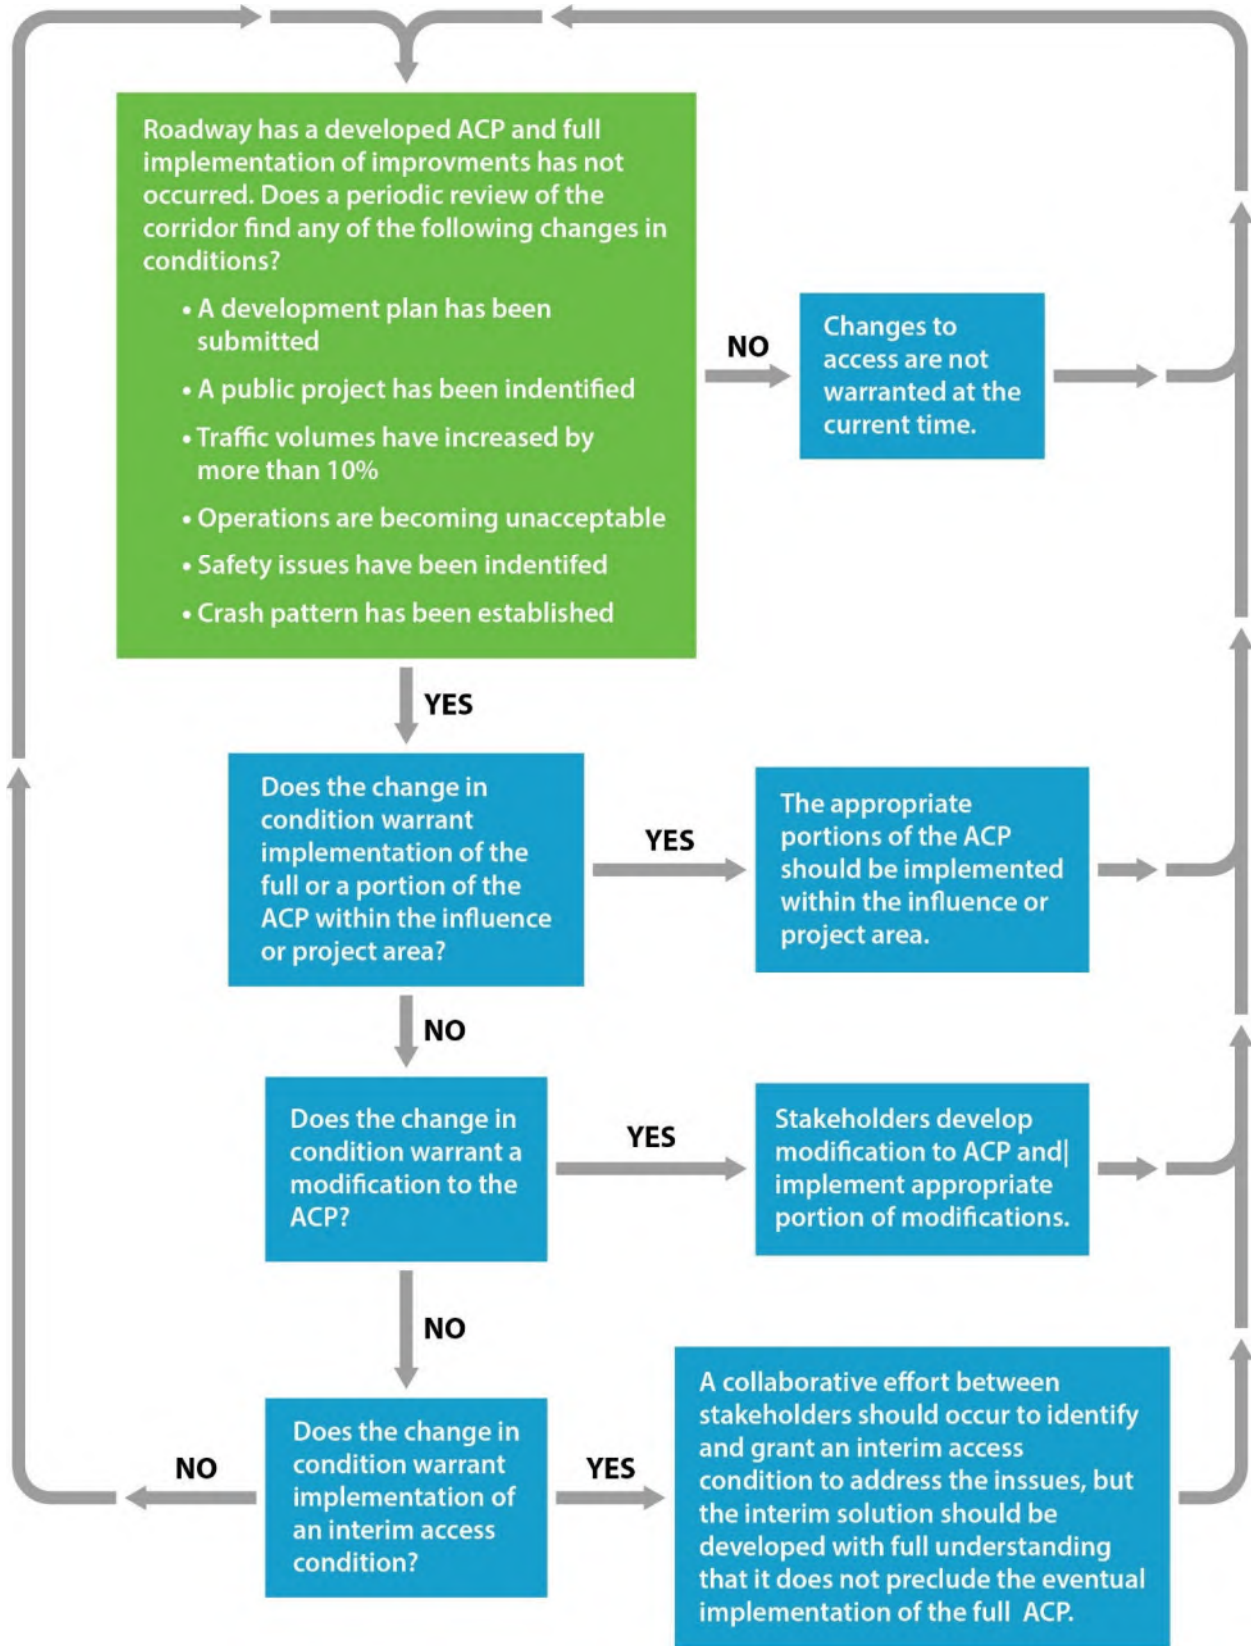 Roadway has a developed ACP and full
implementation of improvments has not
occurred. Does a periodic review of the
corridor find any of the following changes in
conditions?
• A development plan has been
submitted
• A public project has been indentified
• Traffic volumes have increased by
more than 10%
• Operations are becoming unacceptable
• Safety issues have been indentifed
• Crash pattern has been established
NO
Changes to
access are not
warranted at the
current time.
YES
Does the change in
condition warrant
implementation of the
full or a portion of the
ACP within the influence
or project area?
YES
The appropriate
portions of the ACP
should be implemented
within the influence or
project area.
NO
Does the change in
condition warrant a
modification to the
ACP?
YES
Stakeholders develop
modification to ACP and|
implement appropriate
portion of modifications.
NO
Does the change in
condition warrant
implementation of
an interim access
condition?
NO
YES
A collaborative effort between
stakeholders should occur to identify
and grant an interim access
condition to address the inssues, but
the interim solution should be
developed with full understanding
that it does not preclude the eventual
implementation of the full ACP.